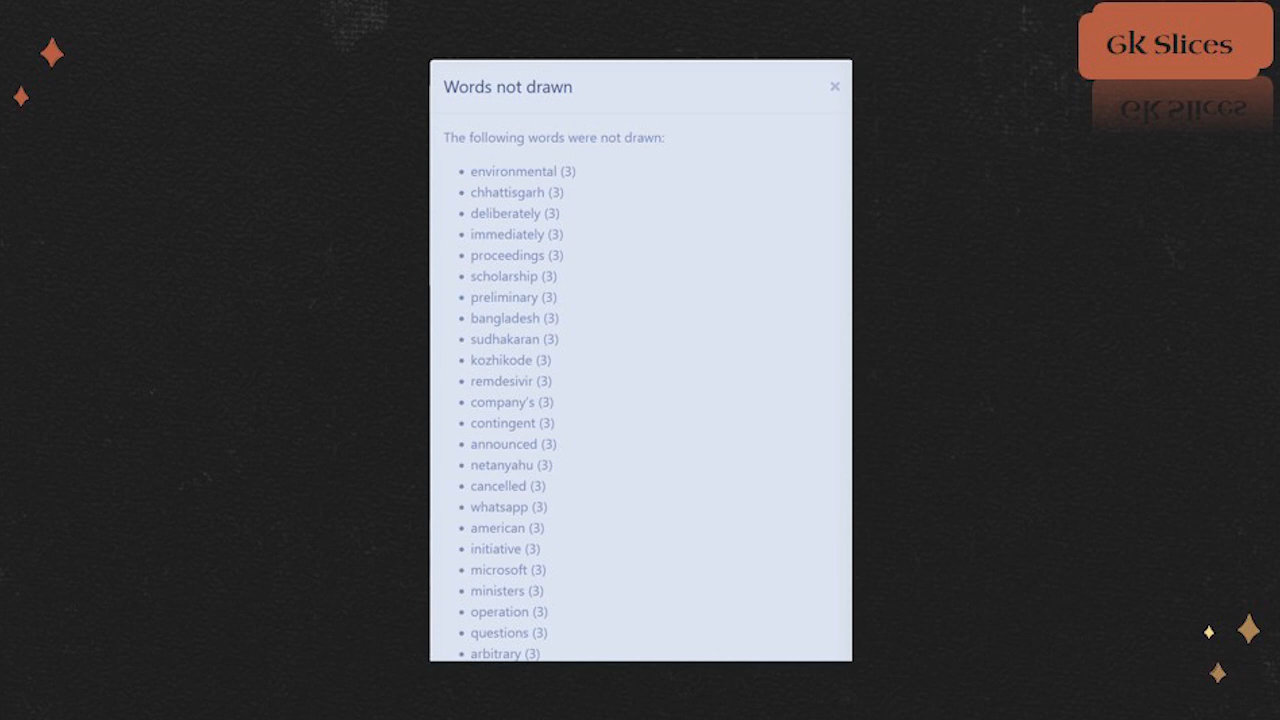 Gk Slices
Words not drawn ×
The following words were not drawn:
• environmental (3)
• chhattisgarh (3)
• deliberately (3)
• immediately (3)
• proceedings (3)
• scholarship (3)
• preliminary (3)
• bangladesh (3)
• sudhakaran (3)
• kozhikode (3)
• remdesivir (3)
• company's (3)
• contingent (3)
• announced (3)
• netanyahu (3)
• cancelled (3)
• whatsapp (3)
• american (3)
• initiative (3)
• microsoft (3)
• ministers (3)
• operation (3)
• questions (3)
• arbitrary (3)